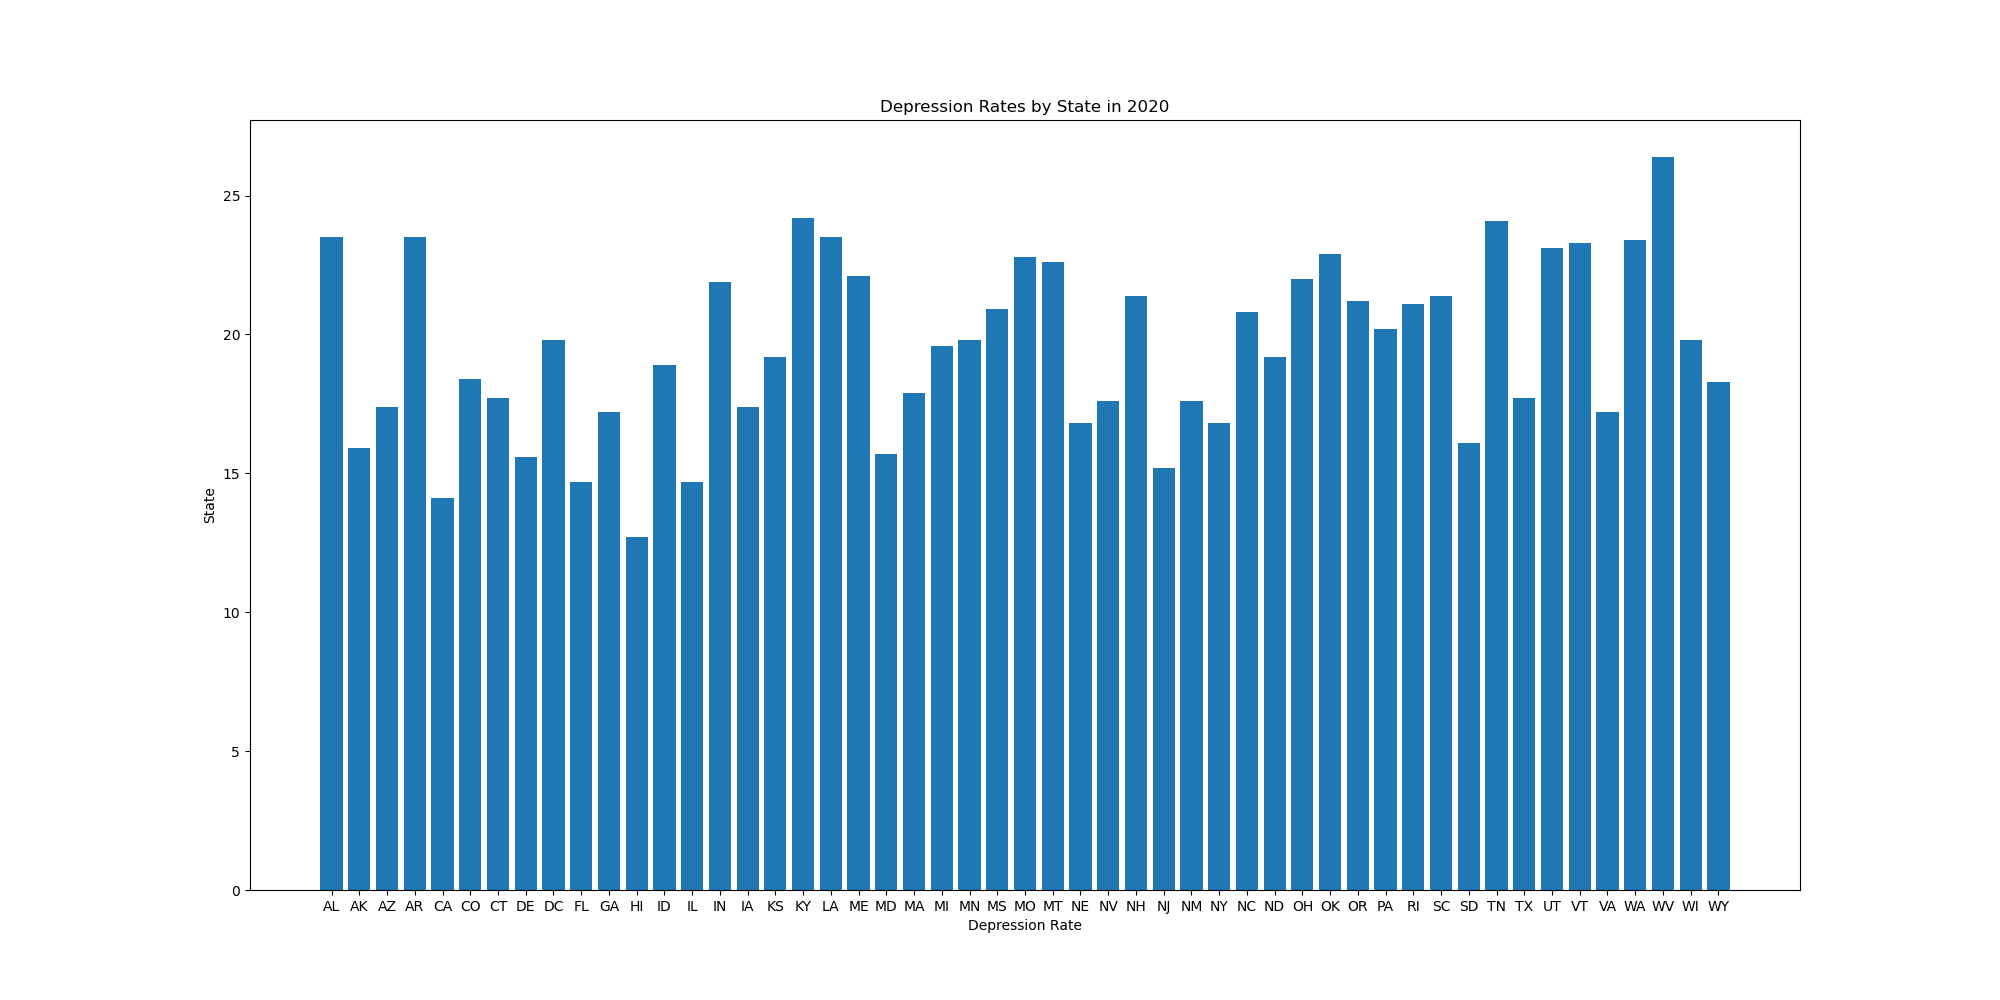 Depression Rates by State in 2020
25
20
15
10
5
0
State
AL AK AZ AR CA CO CT DE DC FL GA HI ID IL IN IA KS KY LA ME MD MA MI MN MS MO MT NE NV NH NJ NM NY NC ND OH OK OR PA RI SC SD TN TX UT VT VA WA WV WI WY
Depression Rate